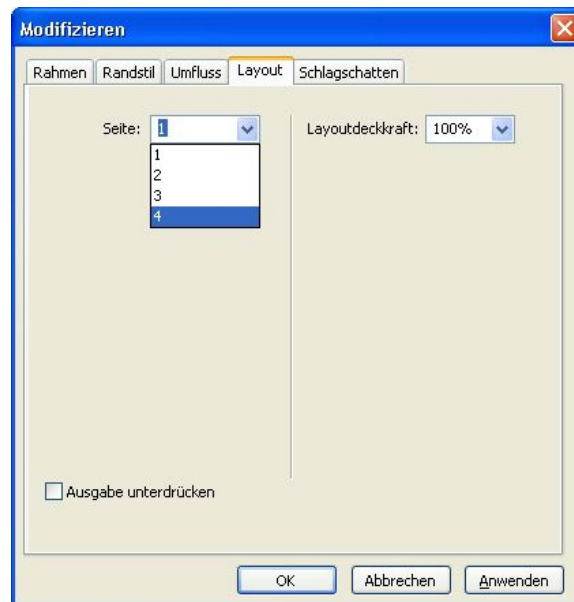 Modifizieren
Rahmen Randstil Umfluss Layout Schlagschatten
Seite: 1 Layoutdeckkraft: 100%
1
2
3
4
Ausgabe unterdrücken
OK Abbrechen Anwenden